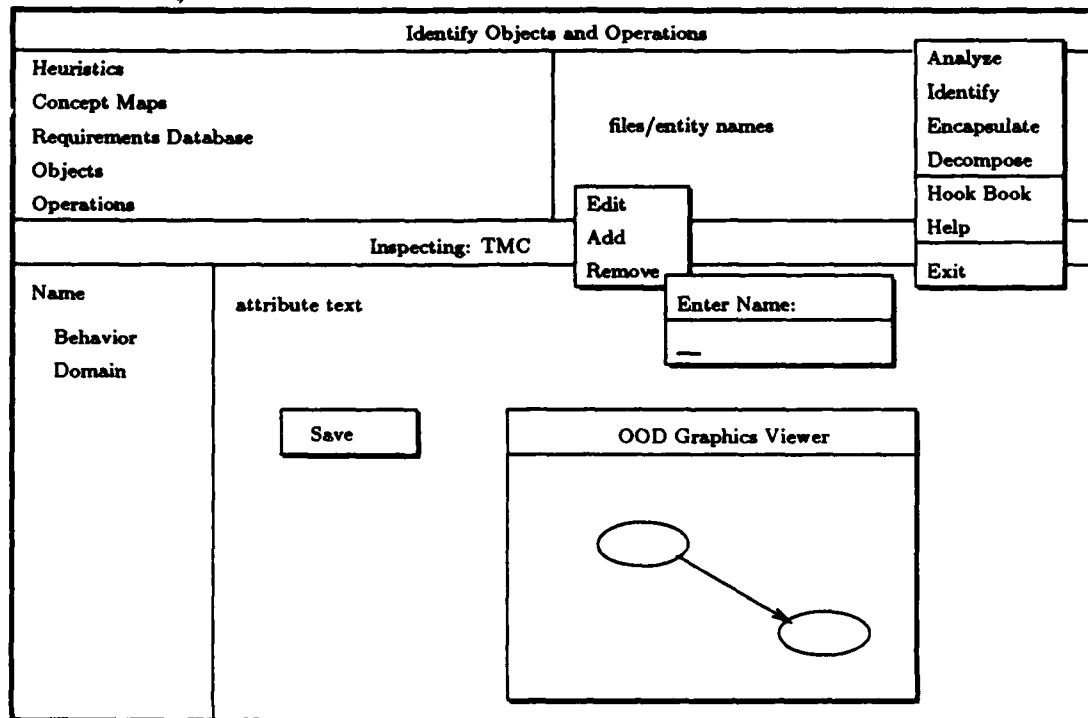 Identify Objects and Operations
Heuristics
Concept Maps
Requirements Database
Objects
Operations
files/entity names
Analyze
Identify
Encapsulate
Decompose
Hook Book
Help
Exit
Edit
Add
Remove
Inspecting: TMC
Enter Name:
Name
Behavior
Domain
attribute text
Save
OOD Graphics Viewer